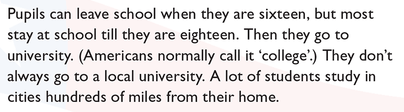 Pupils can leave school when they are sixteen, but most
stay at school till they are eighteen. Then they go to
university. (Americans normally call it ‘college’.) They don’t
always go to a local university. A lot of students study in
cities hundreds of miles from their home.